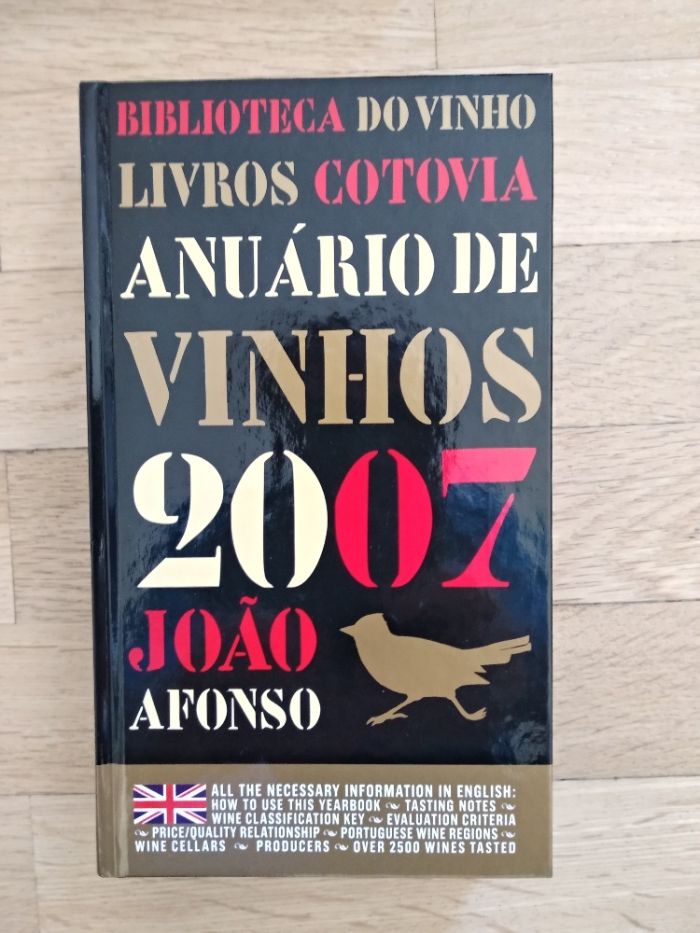 BIBLIOTECA DO VINHO
LIVROS COTOVIA
ANUÁRIO DE
VINHOS
2007
JOÃO
AFONSO
ALL THE NECESSARY INFORMATION IN ENGLISH:
HOW TO USE THIS YEARBOOK ~ TASTING NOTES ~
WINE CLASSIFICATION KEY ~ EVALUATION CRITERIA
~ PRICE/QUALITY RELATIONSHIP ~ PORTUGUESE WINE REGIONS ~
WINE CELLARS ~ PRODUCERS ~ OVER 2500 WINES TASTED